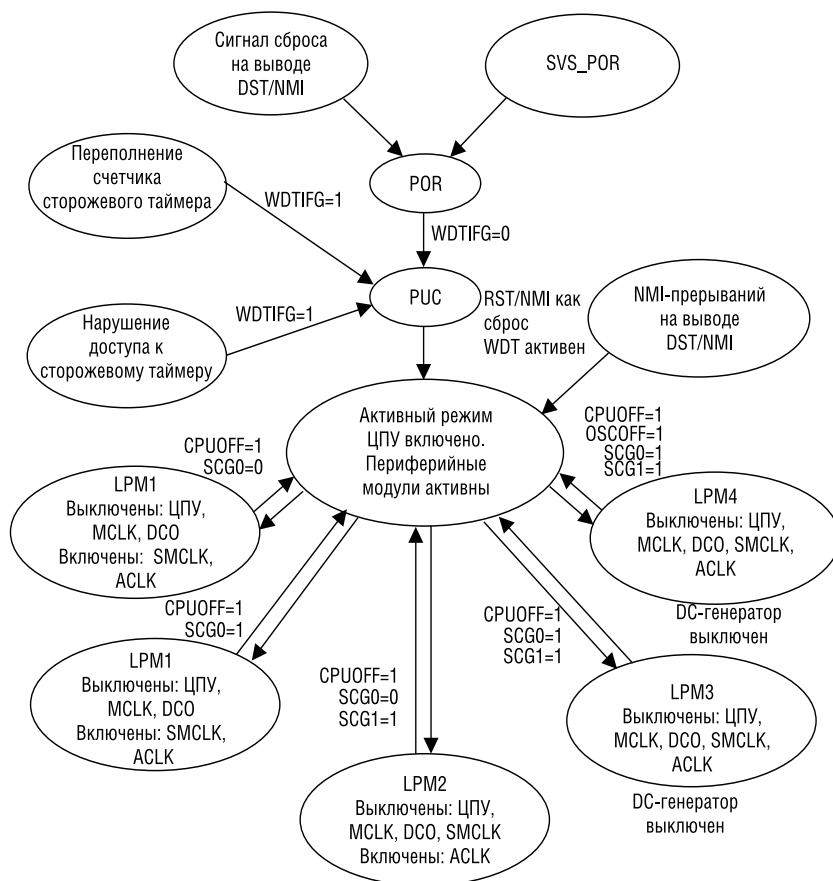 Сигнал сброса
на выводе
DST/NMI
SVS_POR
Переполнение
счетчика
сторожевого таймера
WDTIFG=1
POR
WDTIFG=0
Нарушение
доступа к
сторожевому таймеру
WDTIFG=1
PUC
RST/NMI как
сброс
WDT активен
NMI-прерываний
на выводе
DST/NMI
Активный режим
ЦПУ включено.
Периферийные
модули активны
CPUOFF=1
SCG0=0
LPM1
Выключены: ЦПУ,
MCLK, DCO
Включены: SMCLK,
ACLK
CPUOFF=1
OSCOFF=1
SCG0=1
SCG1=1
LPM4
Выключены: ЦПУ,
MCLK, DCO, SMCLK,
ACLK
DC-генератор
выключен
CPUOFF=1
SCG0=1
LPM1
Выключены: ЦПУ,
MCLK, DCO
Включены: SMCLK,
ACLK
CPUOFF=1
SCG0=0
SCG1=1
LPM2
Выключены: ЦПУ,
MCLK, DCO, SMCLK
Включены: ACLK
CPUOFF=1
SCG0=1
SCG1=1
LPM3
Выключены: ЦПУ,
MCLK, DCO, SMCLK,
ACLK
DC-генератор
выключен